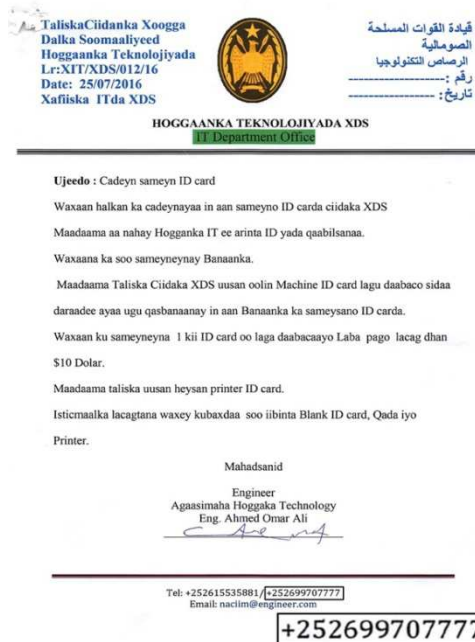 TaliskaCiidanka Xoogga
Dalka Soomaaliyeed
Hoggaanka Teknolojiyada
Lr:XIT/XDS/012/16
Date: 25/07/2016
Xafiiska ITda XDS
قيادة القوات المسلحة
الصومالية
الرصاص التكنولوجيا
رقم :
تاريخ:
HOGGAANKA TEKNOLOJIYADA XDS
IT Department Office
Ujeedo : Cadeyn sameyn ID card
Waxaan halkan ka cadeynayaa in aan sameyno ID carda ciidaka XDS
Maadaama aa nahay Hogganka IT ee arinta ID yada qaabilsanaa.
Waxaana ka soo sameyneynay Banaanka.
Maadaama Taliska Ciidaka XDS uusan oolin Machine ID card lagu daabaco sidaa
daraadee ayaa ugu qasbanaanay in aan Banaanka ka sameysano ID carda.
Waxaan ku sameyneyna 1 kii ID card oo laga daabacaayo Laba pago lacag dhan
$10 Dolar.
Maadaama taliska uusan heysan printer ID card.
Isticmaalka lacagtana waxey kubaxdaa soo iibinta Blank ID card, Qada iyo
Printer.
Mahadsanid
Engineer
Agaasimaha Hoggaka Technology
Eng. Ahmed Omar Ali
Tel: +252615535881/+252699707777
Email: naciim@engineer.com
+252699707777